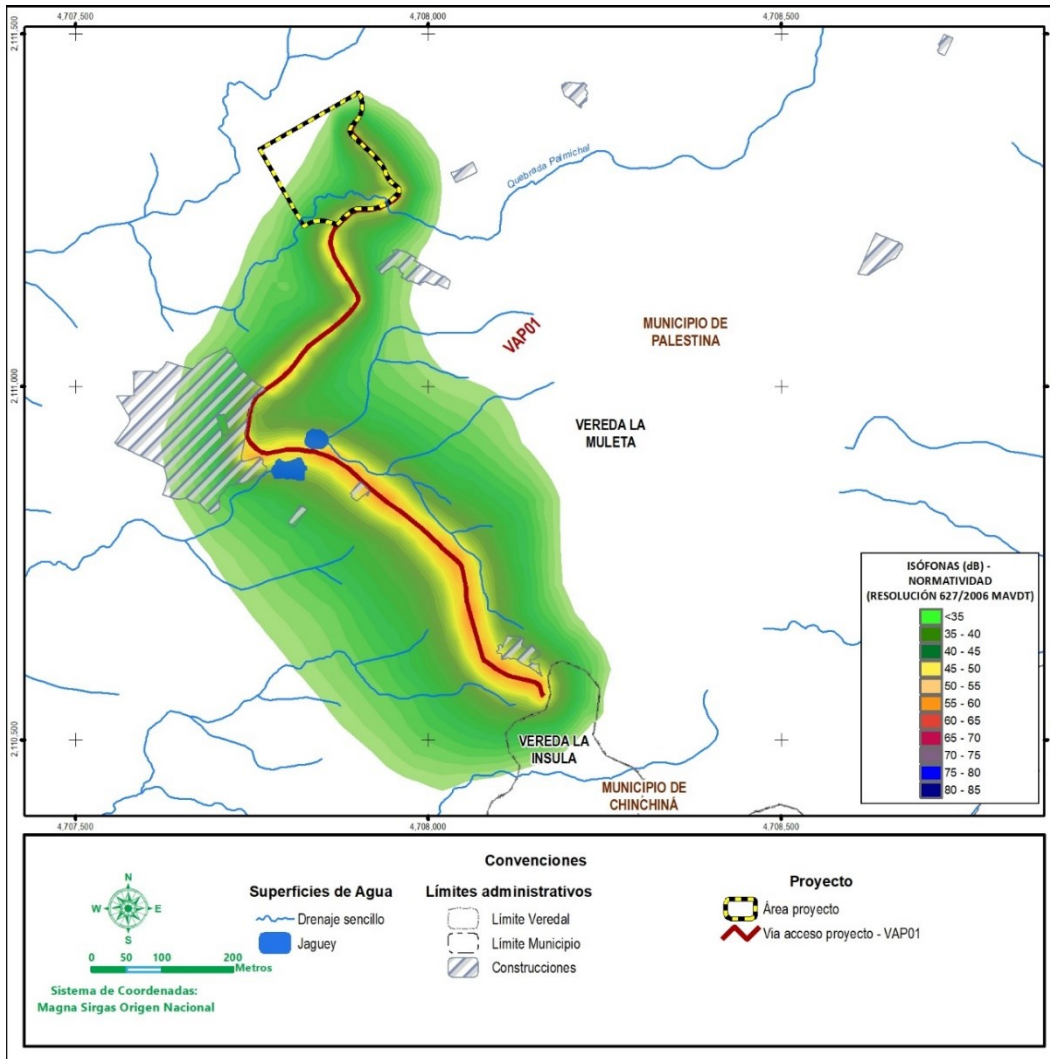 4,707,500
4,708,000
4,708,500
2,111,500
Quebrada Palmichal
VAP01
MUNICIPIO DE
PALESTINA
2,111,000
VEREDA LA
MULETA
ISÓFONAS (dB) -
NORMATIVIDAD
(RESOLUCIÓN 627/2006 MAVDT)
<35
35 - 40
40 - 45
45 - 50
50 - 55
55 - 60
60 - 65
65 - 70
70 - 75
75 - 80
80 - 85
2,110,500
VEREDA LA
INSULA
MUNICIPIO DE
CHINCHINÁ
4,707,500
4,708,000
4,708,500
Convenciones
N
W
E
S
0 50 100 200
Metros
Sistema de Coordenadas:
Magna Sirgas Origen Nacional
Superficies de Agua
Drenaje sencillo
Jaguey
Límites administrativos
Límite Veredal
Límite Municipio
Construcciones
Proyecto
Área proyecto
Via acceso proyecto - VAP01